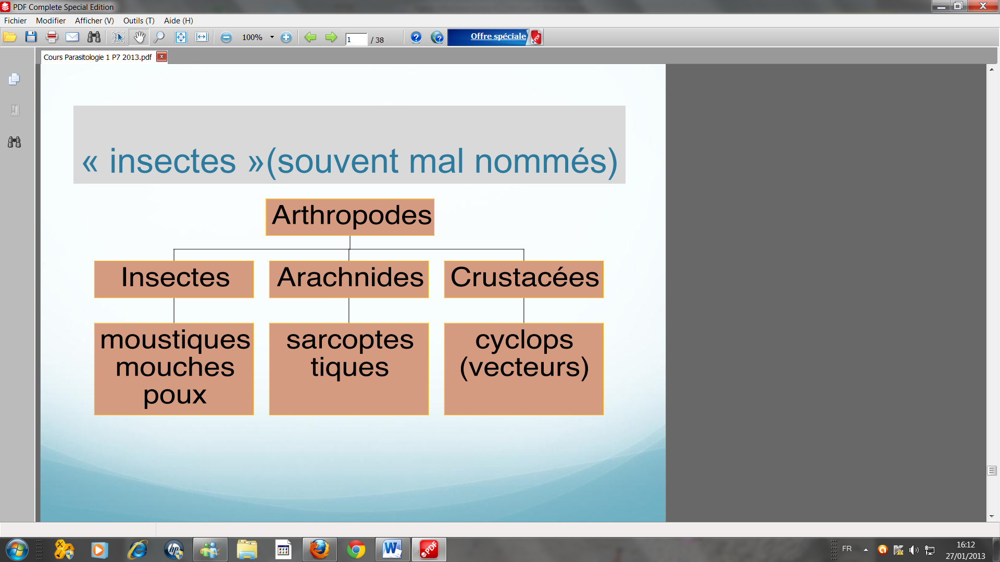 PDF Complete Special Edition
Fichier Modifier Afficher (V) Outils (T) Aide (H)
100% 1 / 38 Offre spéciale
Cours Parasitologie 1 P7 2013.pdf
« insectes »(souvent mal nommés)
Arthropodes
Insectes Arachnides Crustacées
moustiques sarcoptes cyclops
mouches tiques (vecteurs)
poux
FR 16:12
27/01/2013